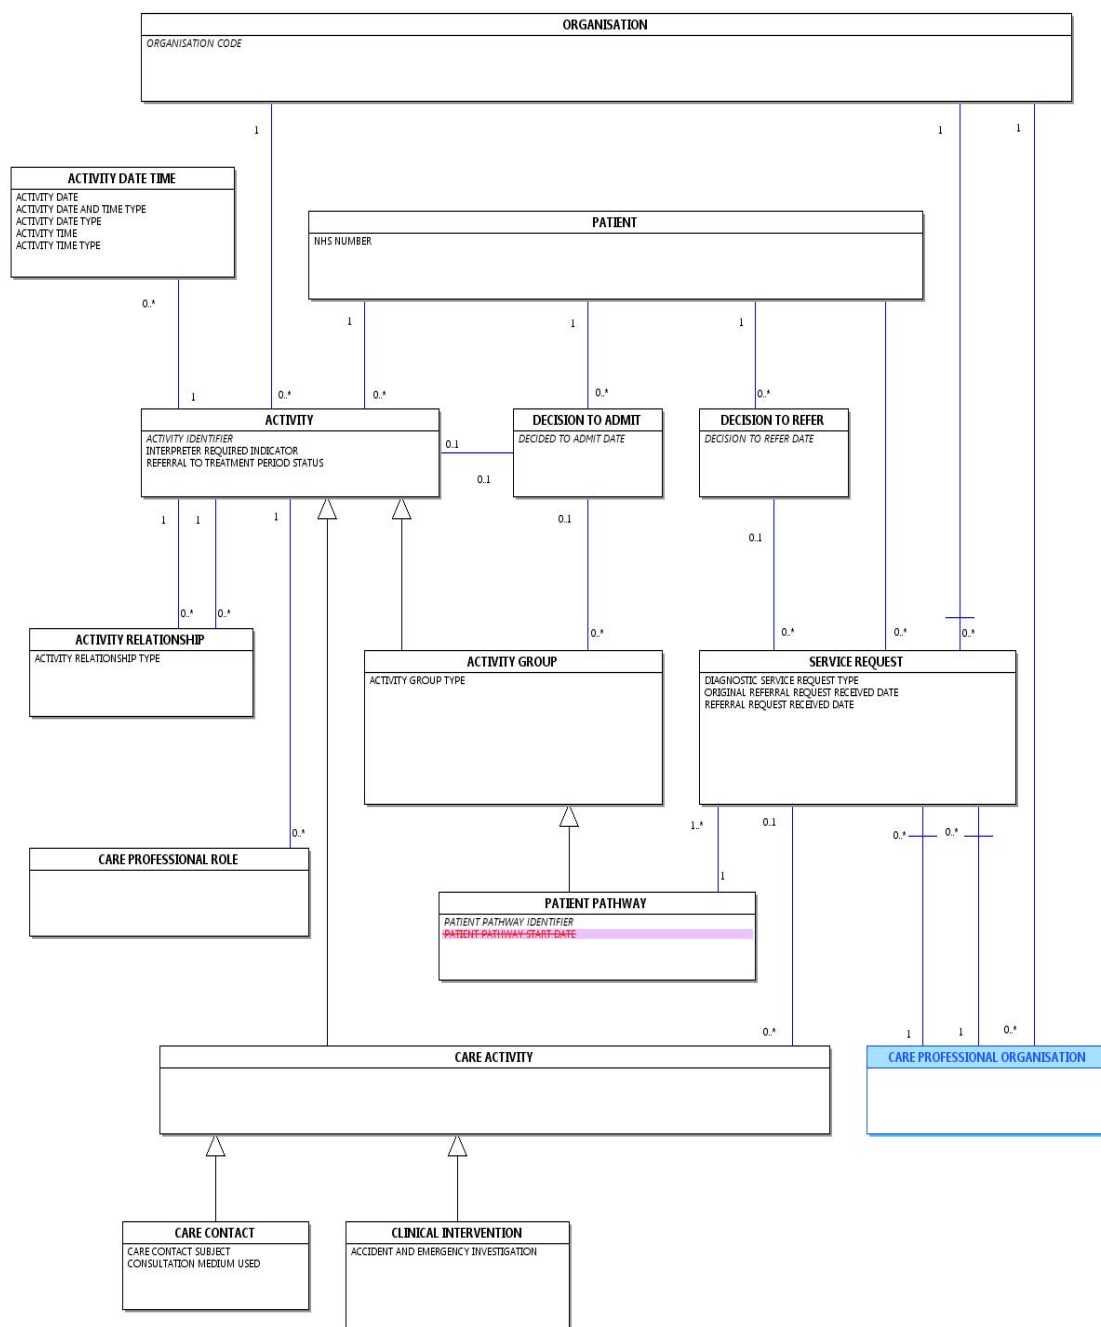 ORGANISATION
ORGANISATION CODE
1
1
1
ACTIVITY DATE TIME
ACTIVITY DATE
ACTIVITY DATE AND TIME TYPE
ACTIVITY DATE TYPE
ACTIVITY TIME
ACTIVITY TIME TYPE
PATIENT
NHS NUMBER
0..*
1
1
1
1
0..*
0..*
0..*
0..*
ACTIVITY
ACTIVITY IDENTIFIER
INTERPRETER REQUIRED INDICATOR
REFERRAL TO TREATMENT PERIOD STATUS
DECISION TO ADMIT
DECIDED TO ADMIT DATE
DECISION TO REFER
DECISION TO REFER DATE
0..1
0..1
1
1
1
0..1
0..1
0..*
0..*
0..*
0..*
0..*
0..*
ACTIVITY RELATIONSHIP
ACTIVITY RELATIONSHIP TYPE
ACTIVITY GROUP
ACTIVITY GROUP TYPE
SERVICE REQUEST
DIAGNOSTIC SERVICE REQUEST TYPE
ORIGINAL REFERRAL REQUEST RECEIVED DATE
REFERRAL REQUEST RECEIVED DATE
0..*
1..*
0..1
0..*
0..*
CARE PROFESSIONAL ROLE
1
PATIENT PATHWAY
PATIENT PATHWAY IDENTIFIER
PATIENT PATHWAY START DATE
0..*
1
1
0..*
CARE ACTIVITY
CARE PROFESSIONAL ORGANISATION
CARE CONTACT
CARE CONTACT SUBJECT
CONSULTATION MEDIUM USED
CLINICAL INTERVENTION
ACCIDENT AND EMERGENCY INVESTIGATION